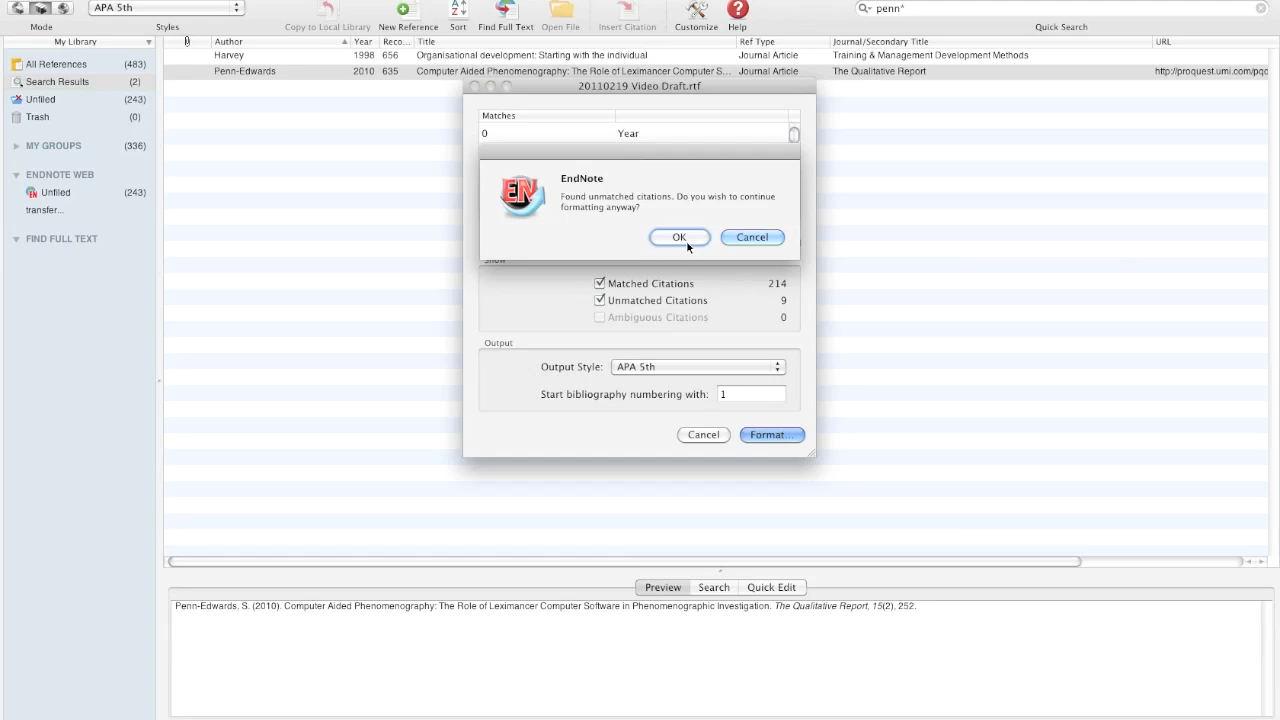 APA 5th
penn^
Mode
Styles
Copy to Local Library
New Reference
Sort
Find Full Text
Open File
Insert Citation
Customize
Help
Quick Search
My Library
Author
Year
Reco...
Title
Ref Type
Journal/Secondary Title
URL
All References (483)
Search Results (2)
Unfiled (243)
Trash (0)
MY GROUPS (336)
ENDNOTE WEB
Unfiled (243)
transfer...
FIND FULL TEXT
Harvey 1998 656 Organisational development: Starting with the individual Journal Article Training & Management Development Methods
Penn-Edwards 2010 635 Computer Aided Phenomenography: The Role of Leximancer Computer S... Journal Article The Qualitative Report http://proquest.umi.com/pqd
20110219 Video Draft.rtf
Matches
0 Year
EN
EndNote
Found unmatched citations. Do you wish to continue
formatting anyway?
OK
Cancel
Show
Matched Citations 214
Unmatched Citations 9
Ambiguous Citations 0
Output
Output Style: APA 5th
Start bibliography numbering with: 1
Cancel
Format...
Preview
Search
Quick Edit
Penn-Edwards, S. (2010). Computer Aided Phenomenography: The Role of Leximancer Computer Software in Phenomenographic Investigation. The Qualitative Report, 15(2), 252.